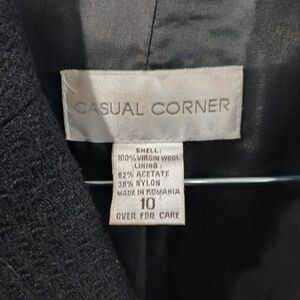 CASUAL CORNER
SHELL:
100% VIRGIN WOOL
LINING:
62% ACETATE
38% NYLON
MADE IN ROMANIA
10
OVER FOR CARE